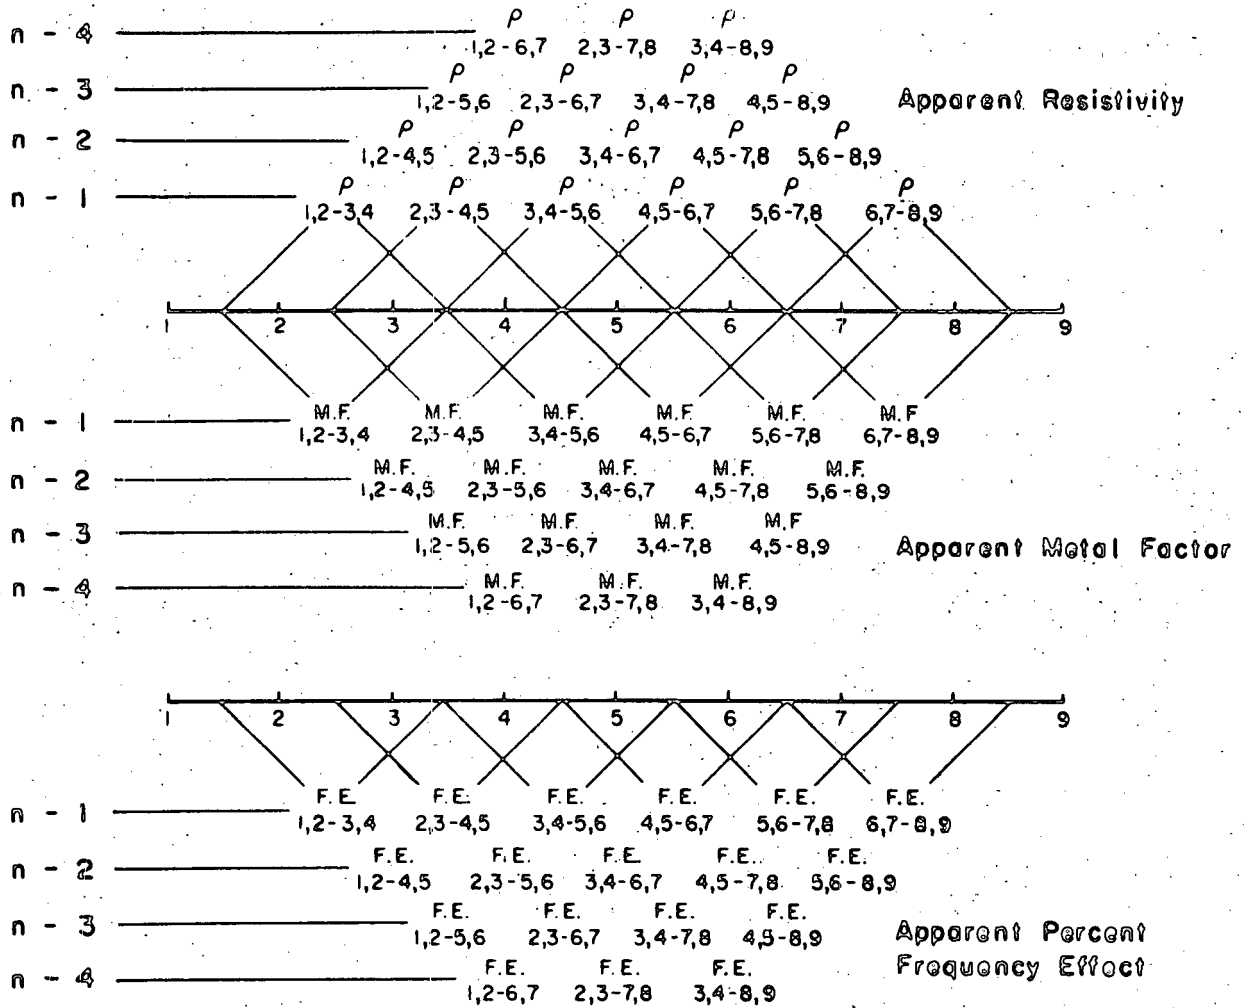 n - 4 ρ ρ ρ
1,2-6,7 2,3-7,8 3,4-8,9
n - 3 ρ ρ ρ ρ
1,2-5,6 2,3-6,7 3,4-7,8 4,5-8,9 Apparent Resistivity
n - 2 ρ ρ ρ ρ ρ
1,2-4,5 2,3-5,6 3,4-6,7 4,5-7,8 5,6-8,9
n - 1 ρ ρ ρ ρ ρ ρ
1,2-3,4 2,3-4,5 3,4-5,6 4,5-6,7 5,6-7,8 6,7-8,9
1 2 3 4 5 6 7 8 9
n - 1 M.F. M.F. M.F. M.F. M.F. M.F
1,2-3,4 2,3-4,5 3,4-5,6 4,5-6,7 5,6-7,8 6,7-8,9
n - 2 M.F. M.F. M.F. M.F. M.F.
1,2-4,5 2,3-5,6 3,4-6,7 4,5-7,8 5,6-8,9
n - 3 M.F. M.F. M.F. M.F
1,2-5,6 2,3-6,7 3,4-7,8 4,5-8,9 Apparent Metal Factor
n - 4 M.F. M.F. M.F.
1,2-6,7 2,3-7,8 3,4-8,9
1 2 3 4 5 6 7 8 9
n - 1 F.E. F.E. F.E. F.E. F.E. F.E.
1,2-3,4 2,3-4,5 3,4-5,6 4,5-6,7 5,6-7,8 6,7-8,9
n - 2 F.E. F.E. F.E. F.E. F.E.
1,2-4,5 2,3-5,6 3,4-6,7 4,5-7,8 5,6-8,9
n - 3 F.E. F.E. F.E. F.E.
1,2-5,6 2,3-6,7 3,4-7,8 4,5-8,9 Apparent Percent
Frequency Effect
n - 4 F.E. F.E. F.E.
1,2-6,7 2,3-7,8 3,4-8,9